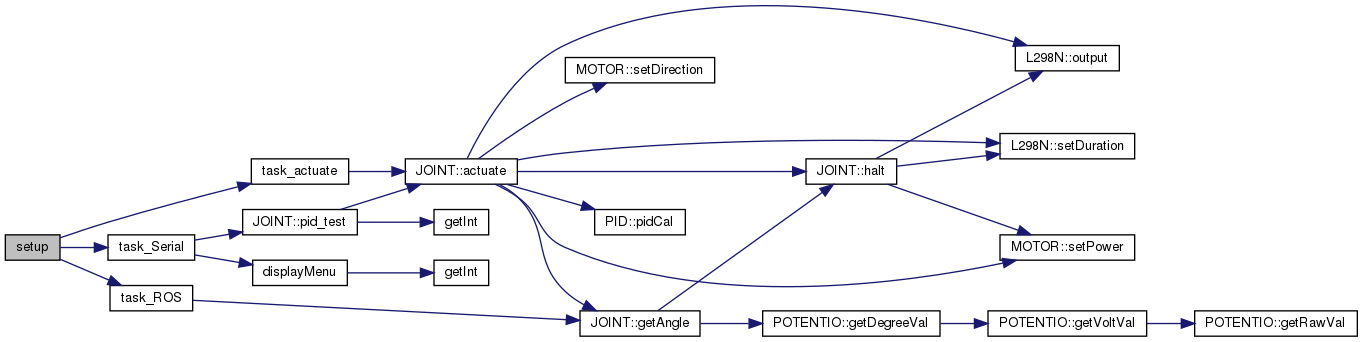 L298N::output
MOTOR::setDirection
L298N::setDuration
task_actuate
JOINT::actuate
JOINT::halt
JOINT::pid_test
getInt
PID::pidCal
setup
task_Serial
MOTOR::setPower
displayMenu
getInt
task_ROS
JOINT::getAngle
POTENTIO::getDegreeVal
POTENTIO::getVoltVal
POTENTIO::getRawVal